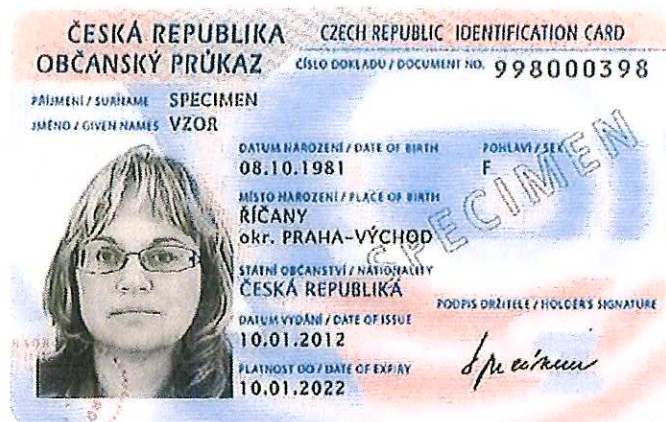 ČESKÁ REPUBLIKA CZECH REPUBLIC IDENTIFICATION CARD
OBČANSKÝ PRŮKAZ ČÍSLO DOKLADU / DOCUMENT NO. 998000398
PŘÍJMENÍ / SURNAME SPECIMEN
JMÉNO / GIVEN NAMES VZOR
DATUM NAROZENÍ / DATE OF BIRTH POHLAVÍ / SEX
08.10.1981 F
SPECIMEN
MÍSTO NAROZENÍ / PLACE OF BIRTH
ŘÍČANY
okr. PRAHA-VÝCHOD
STÁTNÍ OBČANSTVÍ / NATIONALITY
ČESKÁ REPUBLIKA
PODPIS DRŽITELE / HOLDER'S SIGNATURE
DATUM VYDÁNÍ / DATE OF ISSUE
10.01.2012
Specimen
PLATNOST DO / DATE OF EXPIRY
10.01.2022